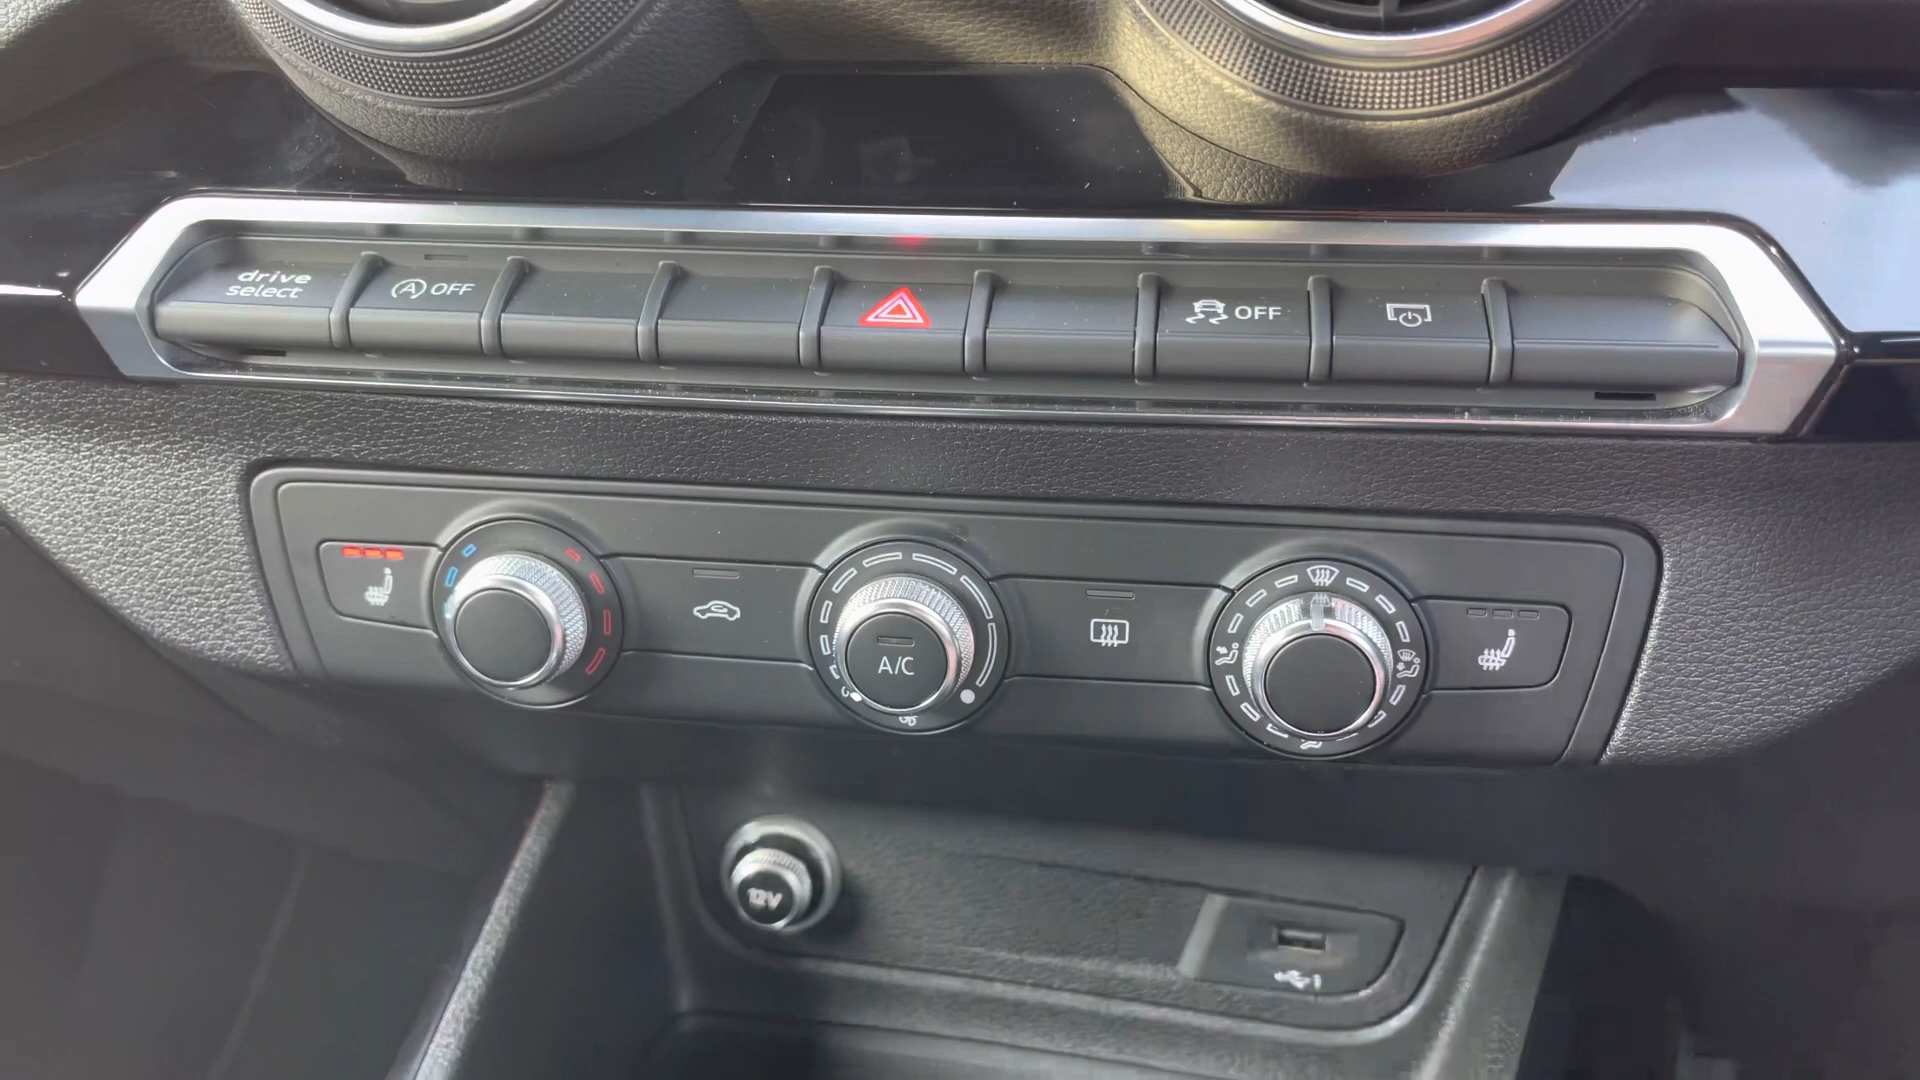 drive
select
A OFF
OFF
A/C
12V